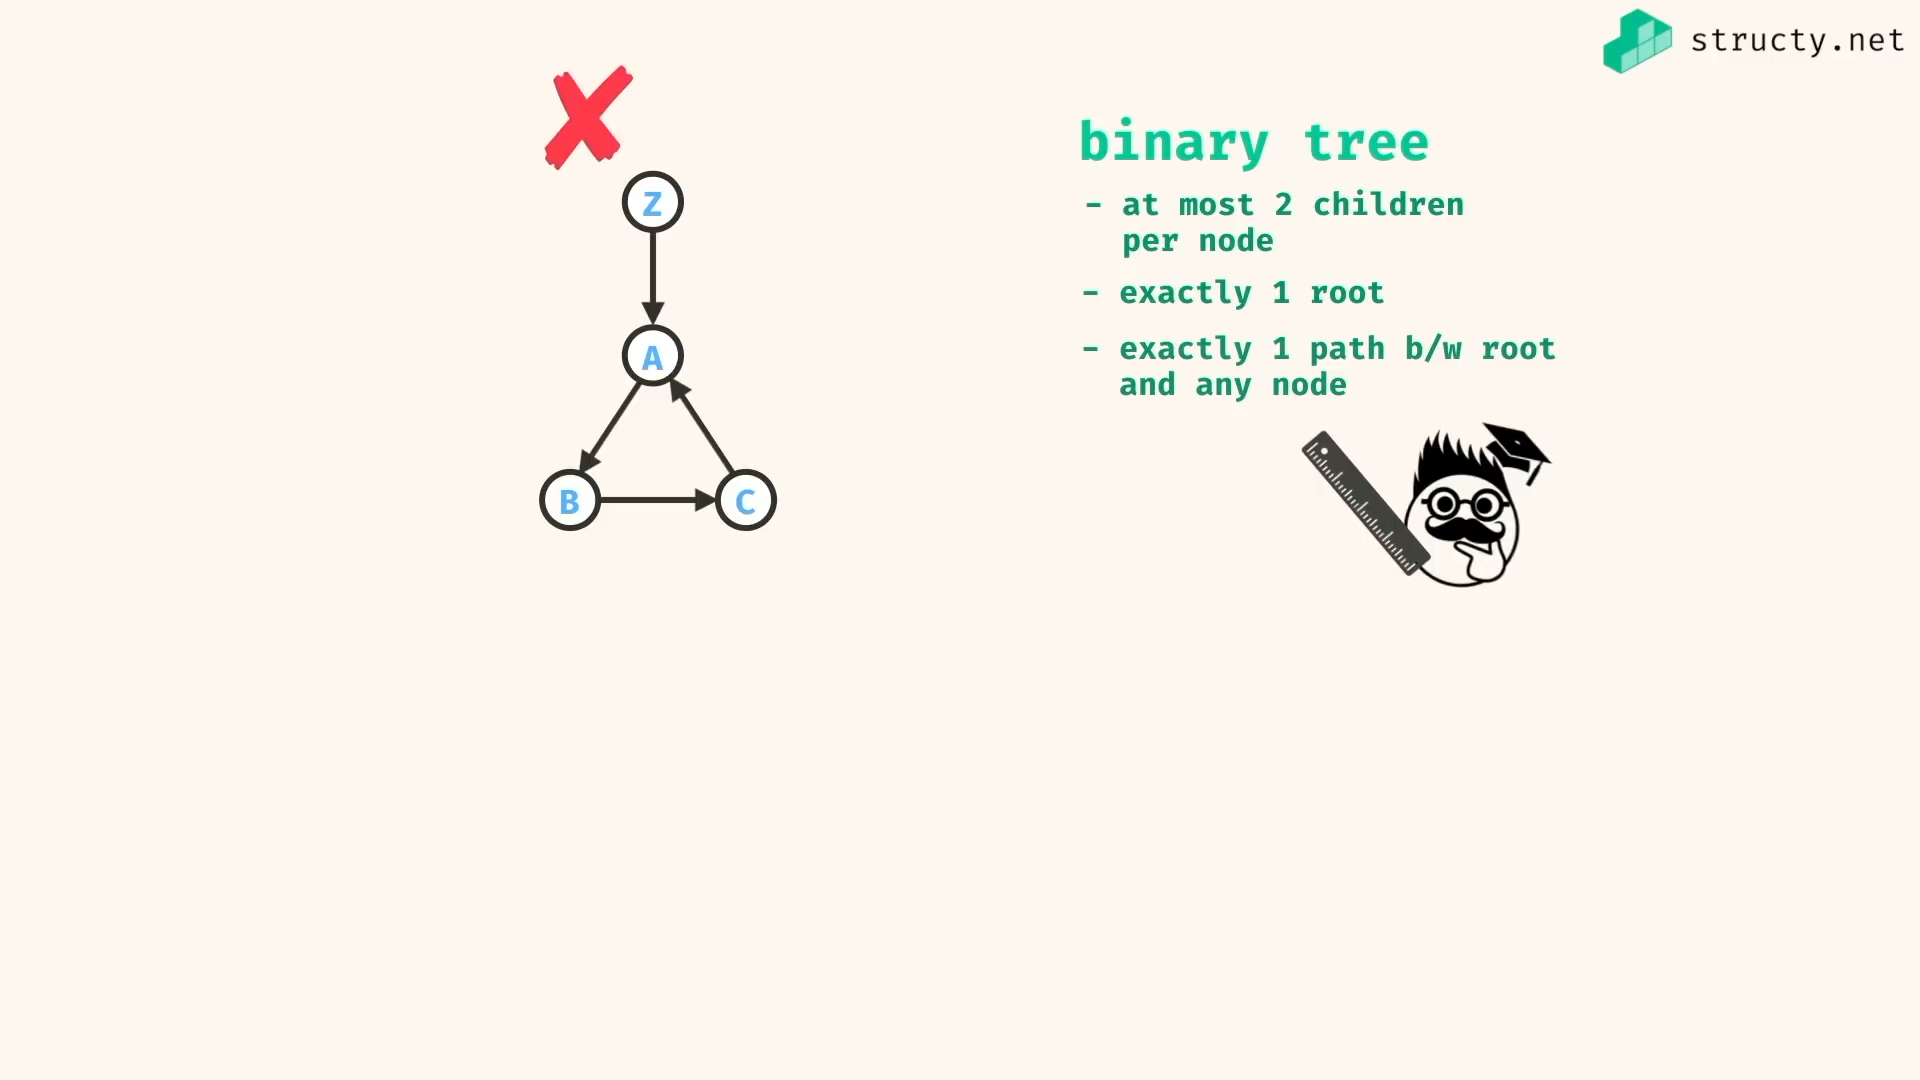 structy.net
binary tree
- at most 2 children
per node
- exactly 1 root
- exactly 1 path b/w root
and any node
Z
A
B
C